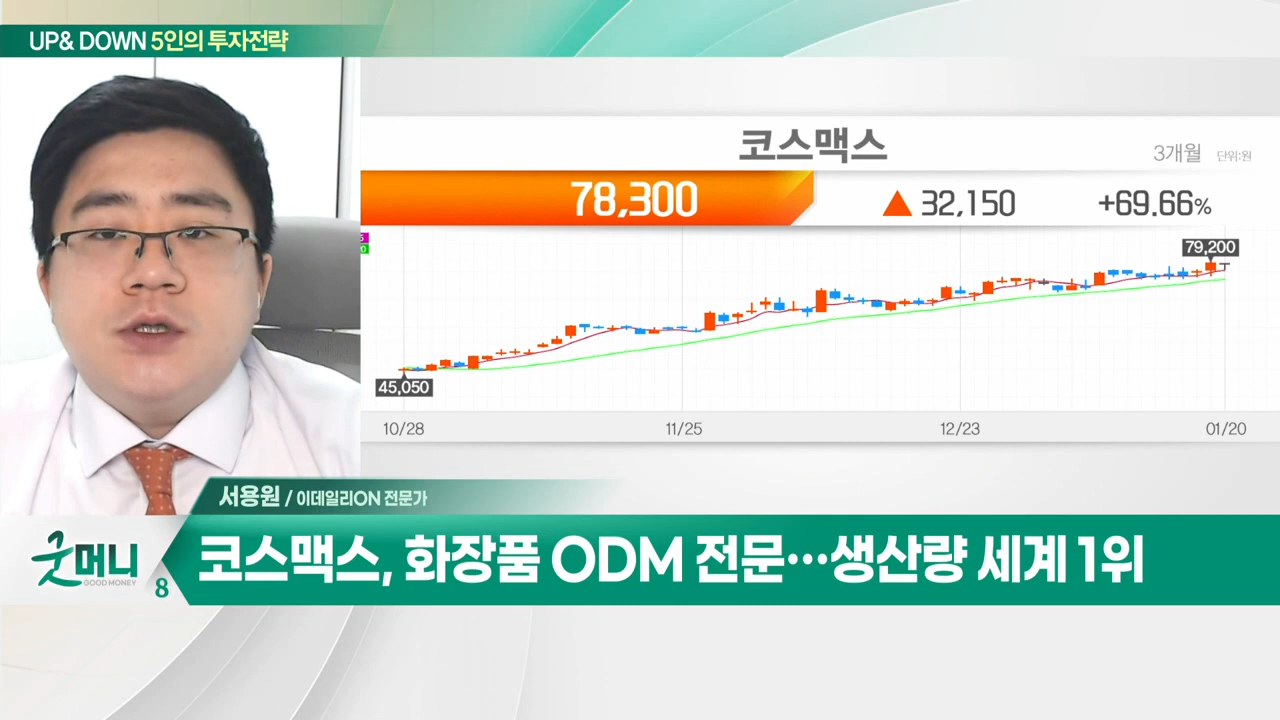 UP& DOWN 5인의 투자전략
코스맥스
3개월 단위:원
78,300 ▲ 32,150 +69.66%
79,200
45,050
10/28 11/25 12/23 01/20
서용원 / 이데일리ON 전문가
굿머니
GOOD MONEY
8
코스맥스, 화장품 ODM 전문…생산량 세계 1위